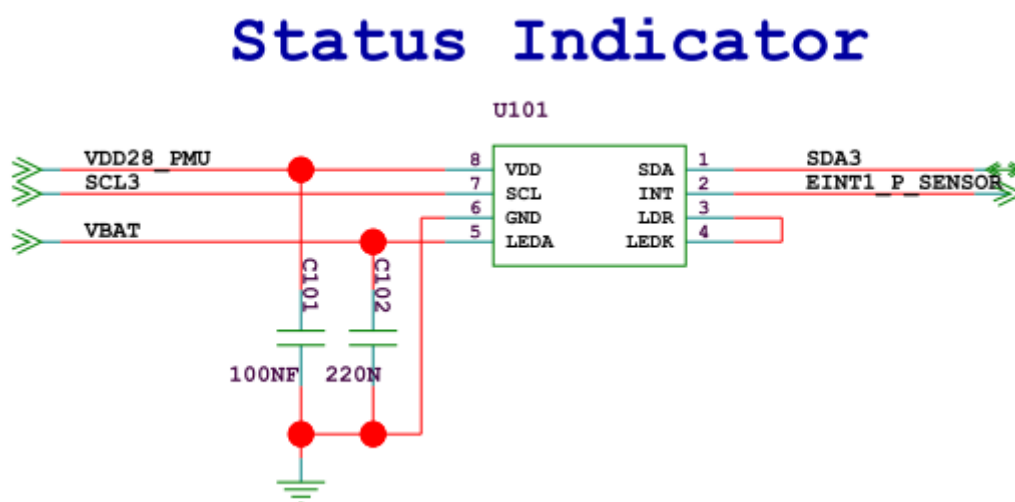 Status Indicator
U101
VDD28_PMU 8 VDD SDA 1 SDA3
SCL3 7 SCL INT 2 EINT1_P_SENSOR
6 GND LDR 3
VBAT 5 LEDA LEDK 4
C101 C102
100NF 220N